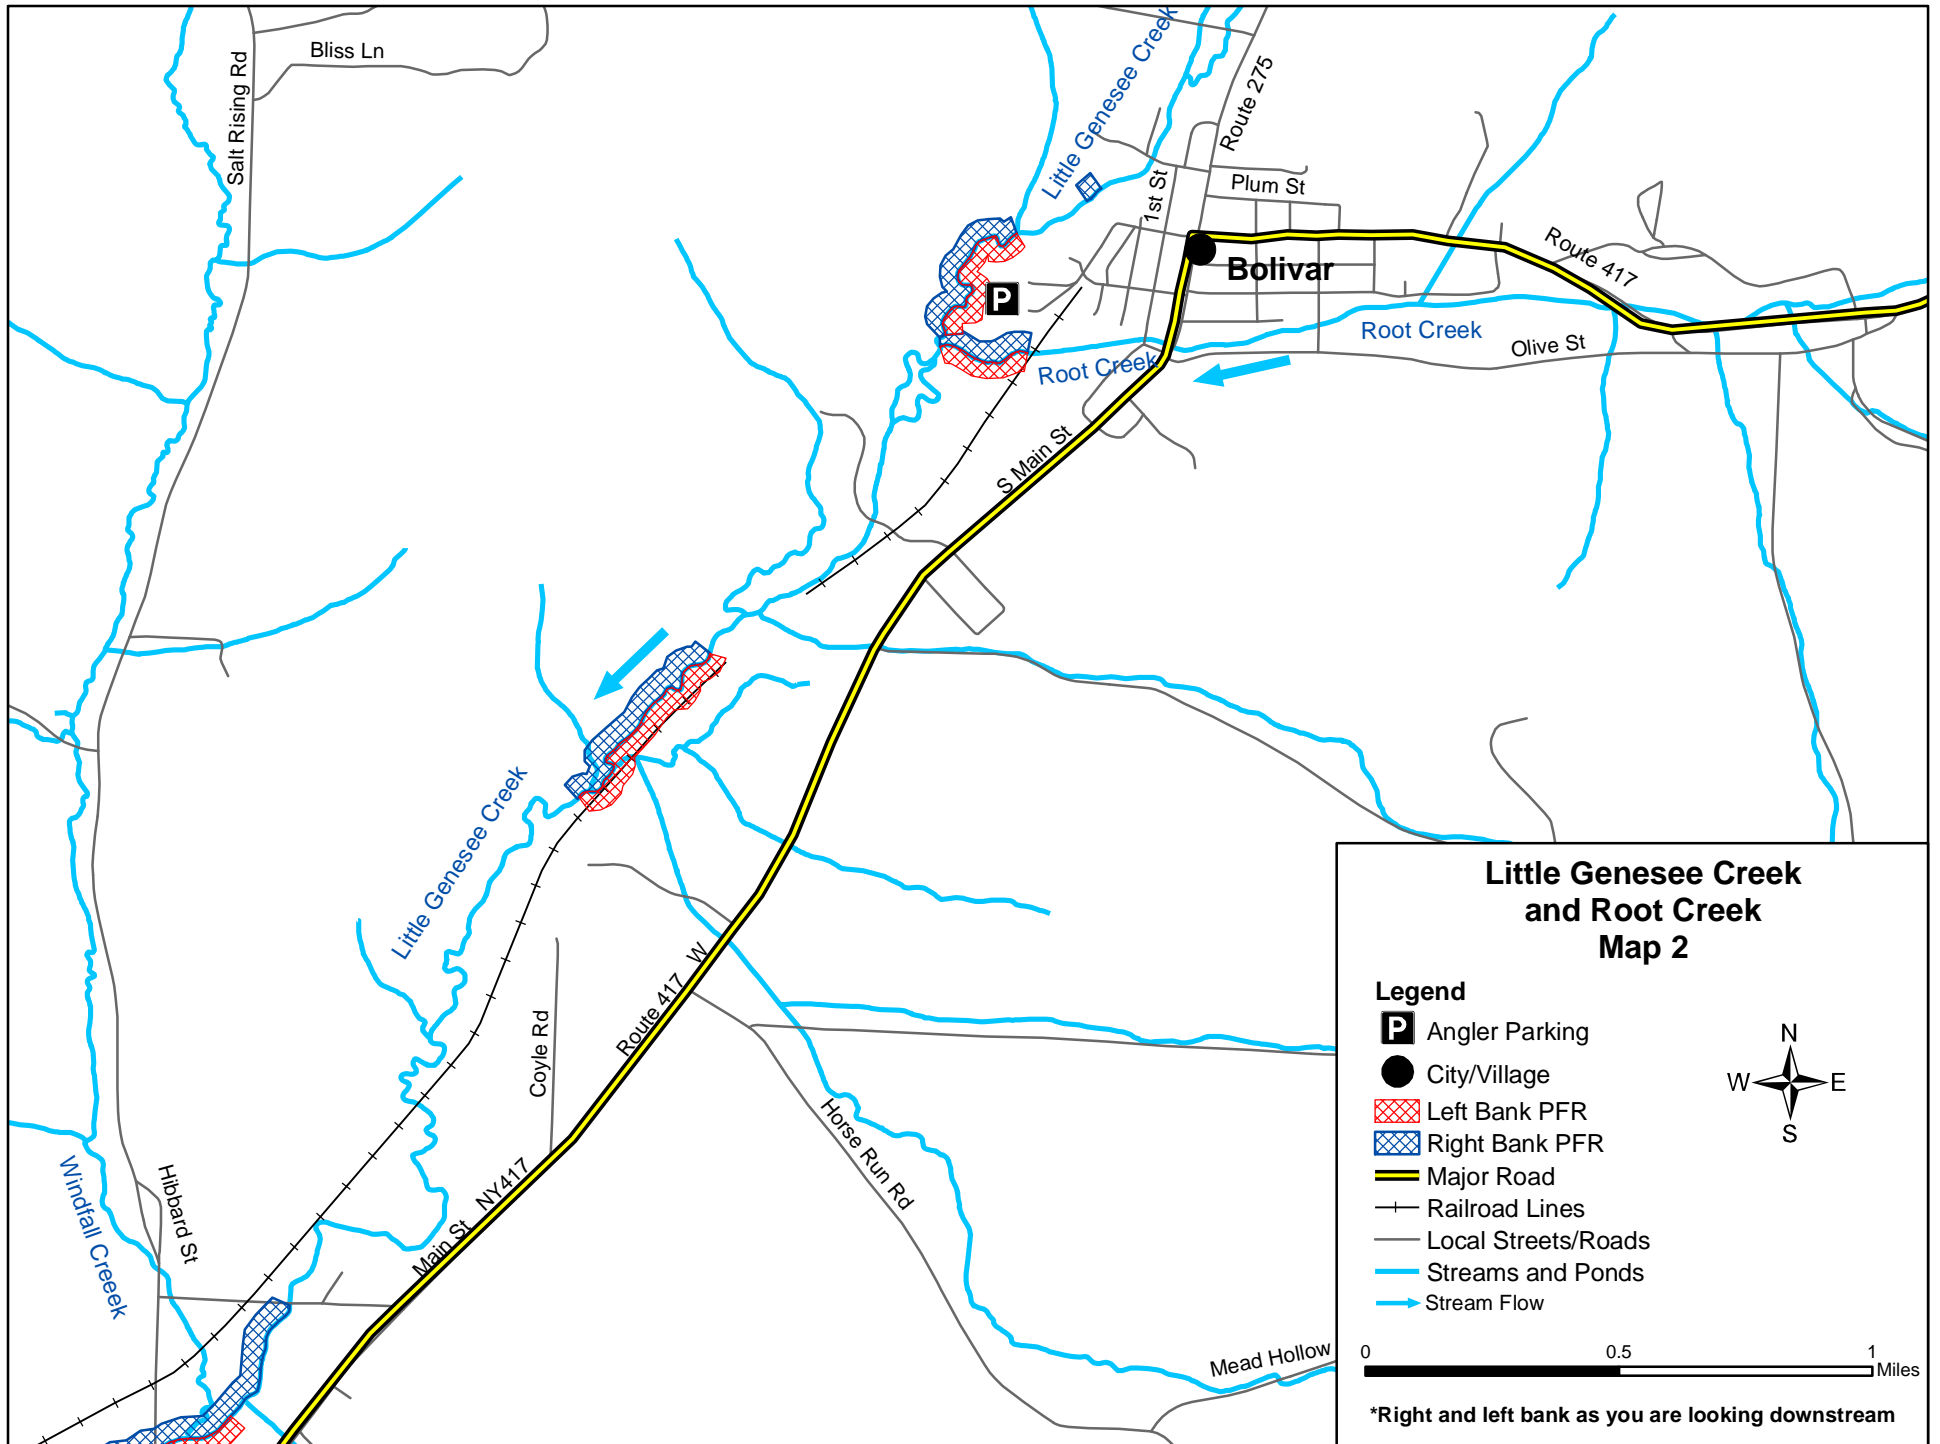 Bliss Ln
Salt Rising Rd
Little Genesee Creek
Route 275
1st St
Plum St
Bolivar
Route 417
P
Root Creek
Root Creek
Olive St
S Main St
Little Genesee Creek
Coyle Rd
Route 417 W
Horse Run Rd
Main St NY417
Windfall Creeek
Hibbard St
Mead Hollow
Little Genesee Creek
and Root Creek
Map 2
Legend
P Angler Parking
City/Village
Left Bank PFR
Right Bank PFR
Major Road
Railroad Lines
Local Streets/Roads
Streams and Ponds
Stream Flow
N
W E
S
0 0.5 1
Miles
*Right and left bank as you are looking downstream